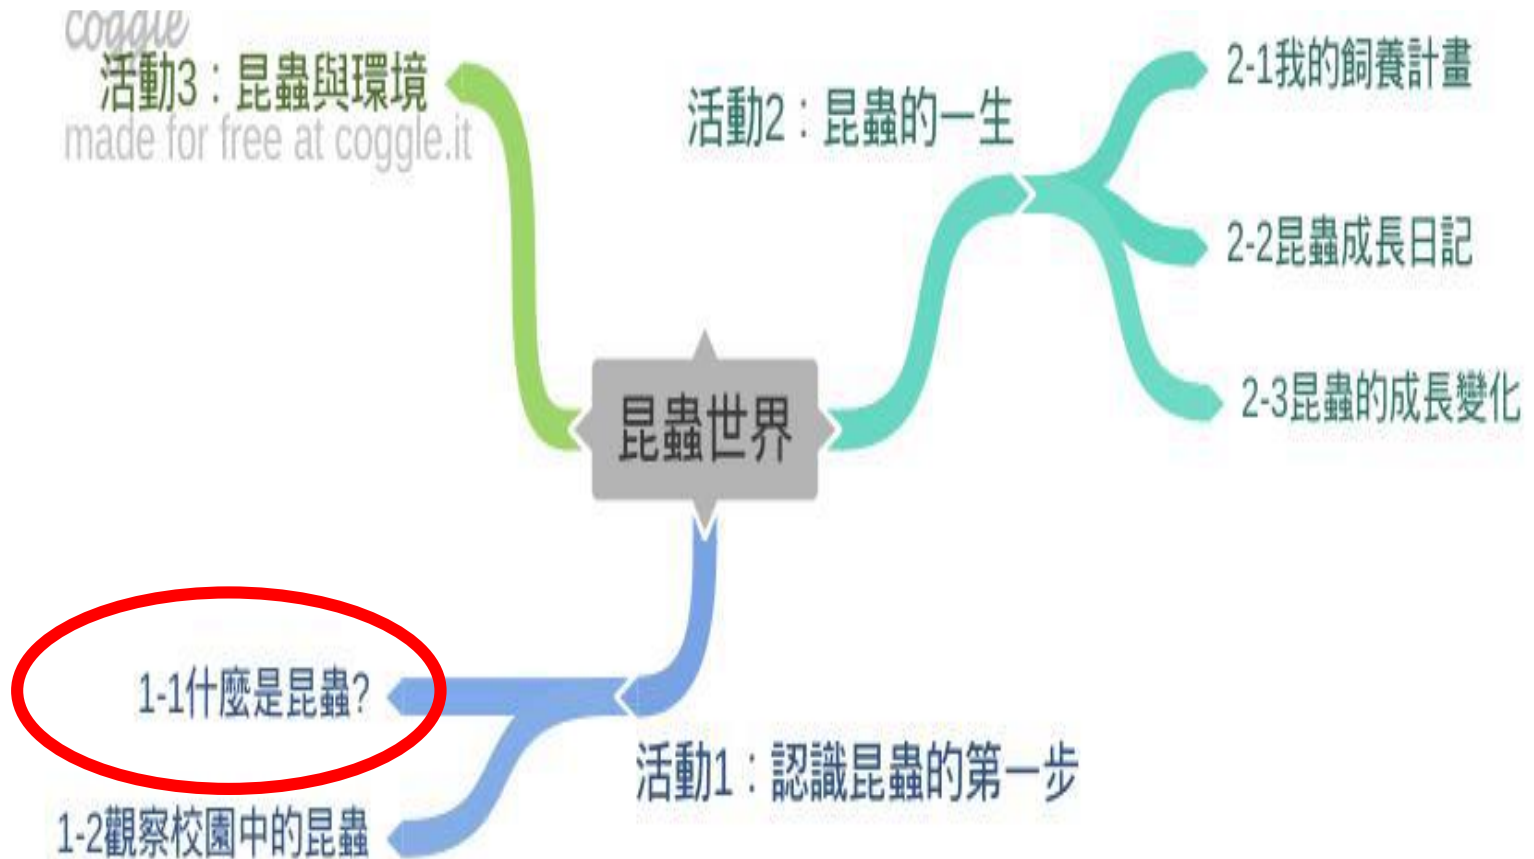 coggle
活動3：昆蟲與環境
made for free at coggle.it
活動2：昆蟲的一生
2-1我的飼養計畫
2-2昆蟲成長日記
2-3昆蟲的成長變化
昆蟲世界
1-1什麼是昆蟲?
活動1：認識昆蟲的第一步
1-2觀察校園中的昆蟲